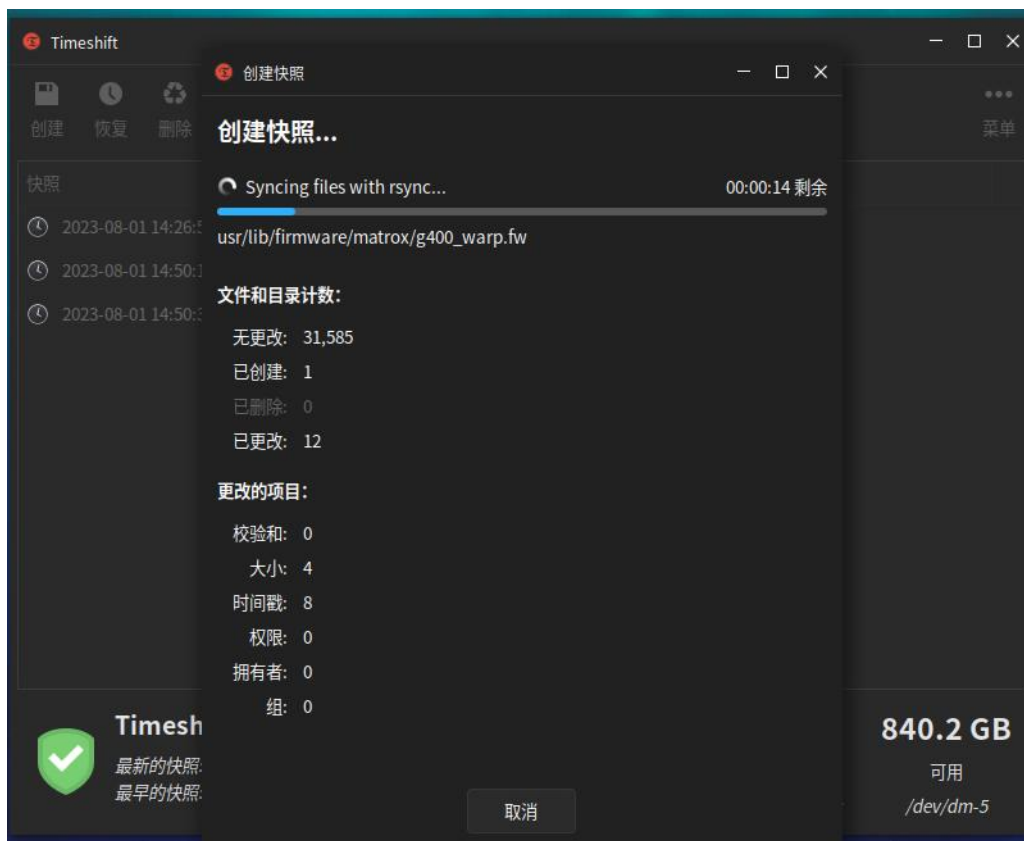 Timeshift
创建快照
创建 恢复 删除
菜单
创建快照...
快照
Syncing files with rsync... 00:00:14 剩余
2023-08-01 14:26:5
usr/lib/firmware/matrox/g400_warp.fw
2023-08-01 14:50:1
文件和目录计数:
2023-08-01 14:50:3
无更改: 31,585
已创建: 1
已删除: 0
已更改: 12
更改的项目:
校验和: 0
大小: 4
时间戳: 8
权限: 0
拥有者: 0
组: 0
Timesh
最新的快照:
最早的快照:
840.2 GB
可用
/dev/dm-5
取消